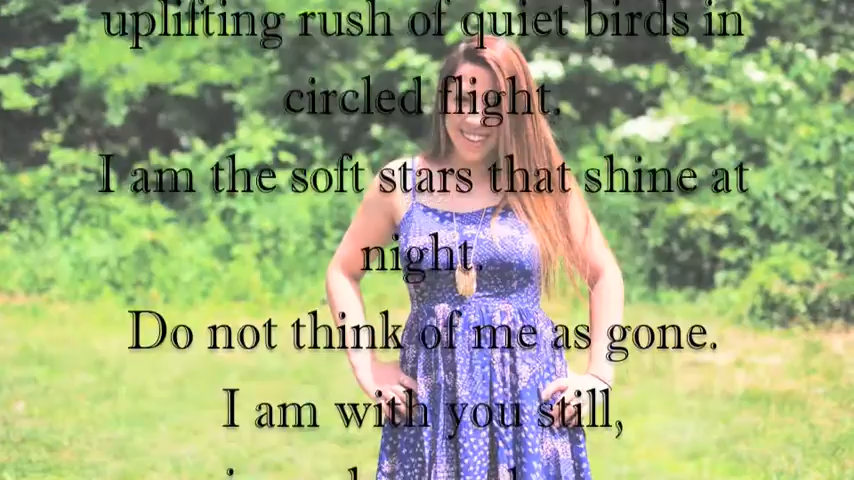 uplifting rush of quiet birds in
circled flight.
I am the soft stars that shine at
night.
Do not think of me as gone.
I am with you still,